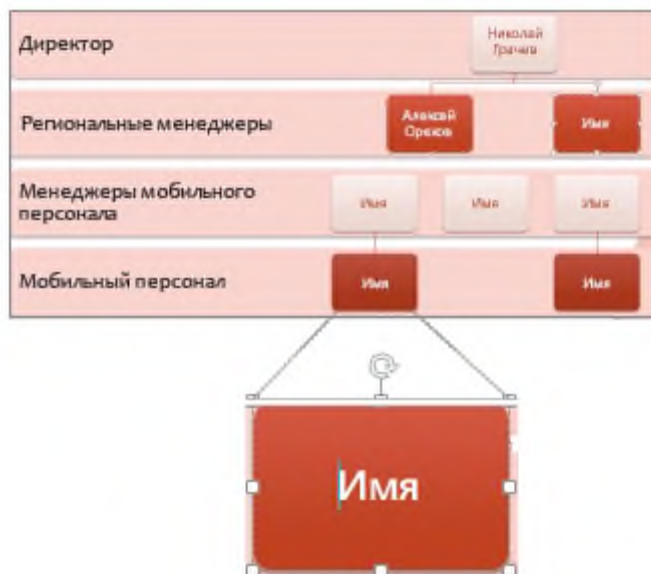 Директор
Николай
Грачев
Региональные менеджеры
Алексей
Орехов
Имя
Менеджеры мобильного
персонала
Имя
Имя
Имя
Мобильный персонал
Имя
Имя
Имя